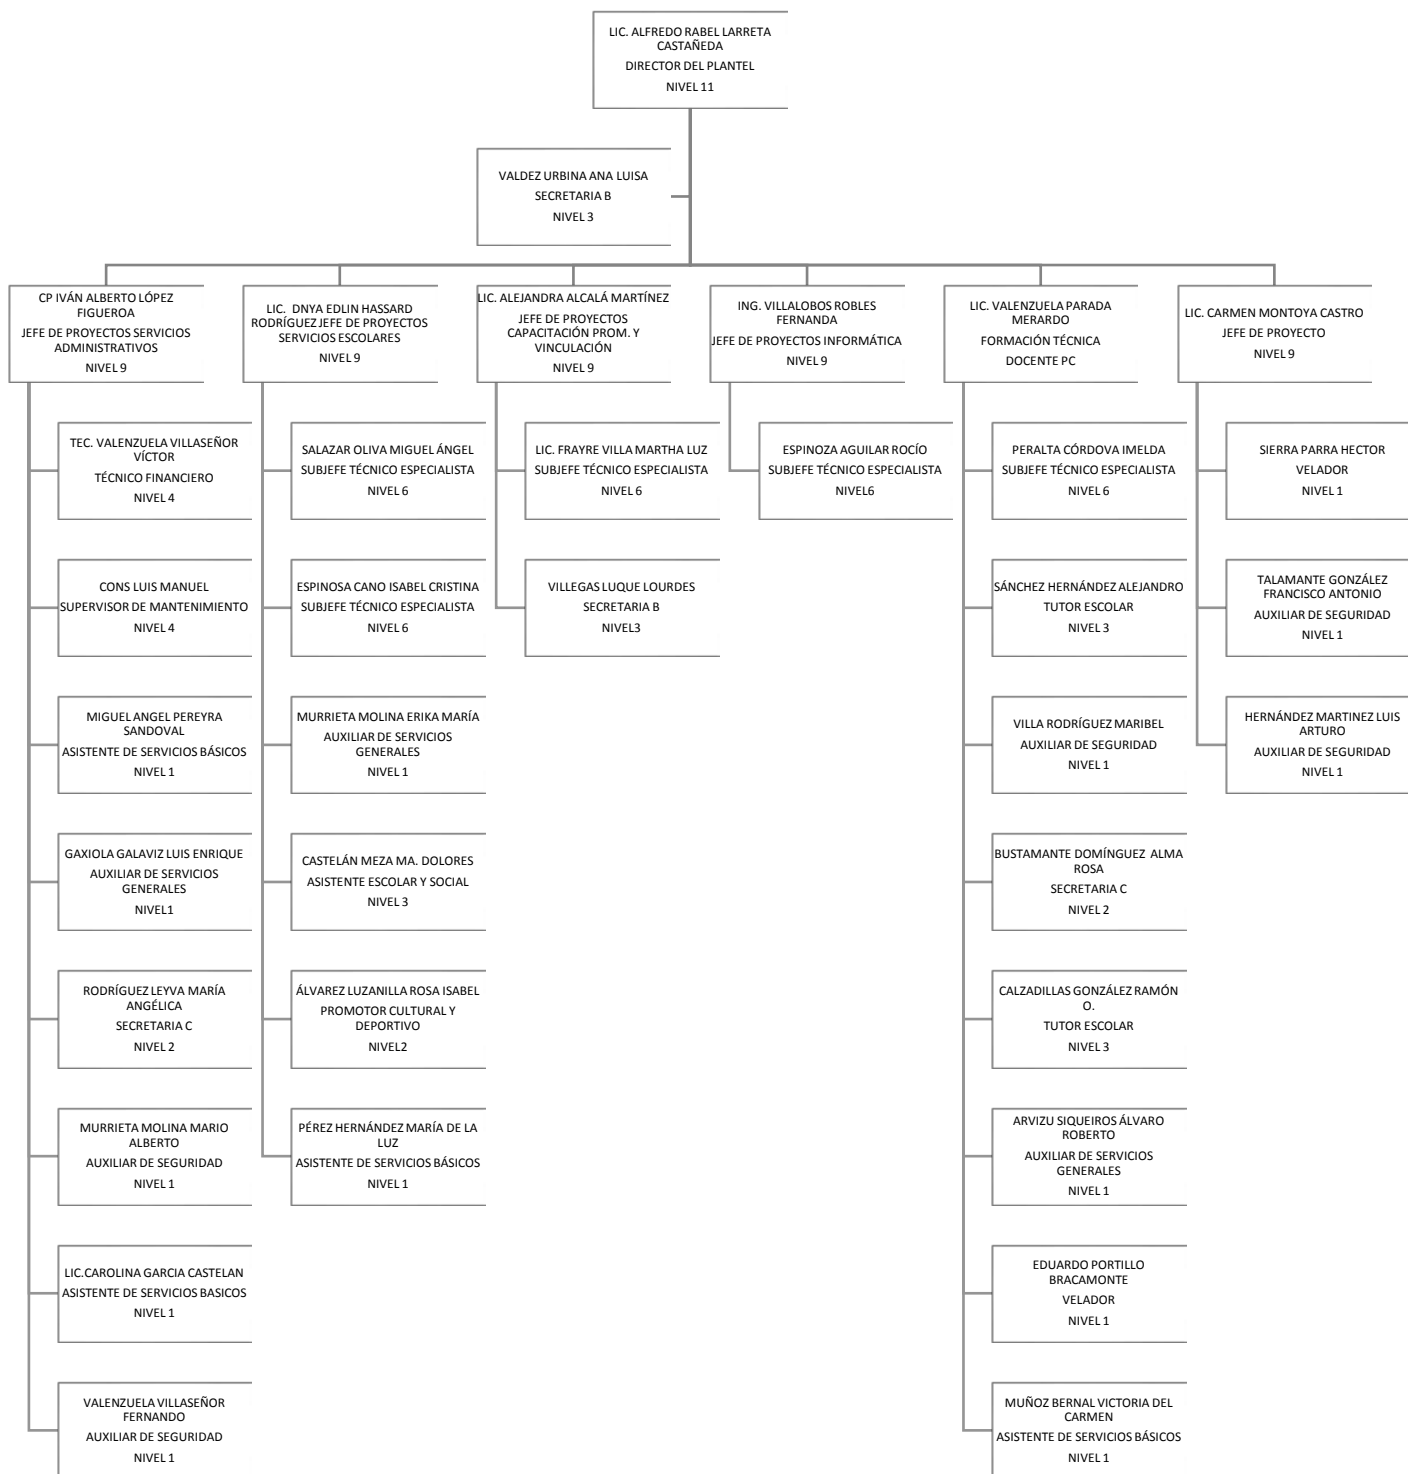 LIC. ALFREDO RABEL LARRETA
CASTAÑEDA
DIRECTOR DEL PLANTEL
NIVEL 11
VALDEZ URBINA ANA LUISA
SECRETARIA B
NIVEL 3
CP IVÁN ALBERTO LÓPEZ
FIGUEROA
JEFE DE PROYECTOS SERVICIOS
ADMINISTRATIVOS
NIVEL 9
TEC. VALENZUELA VILLASEÑOR
VÍCTOR
TÉCNICO FINANCIERO
NIVEL 4
CONS LUIS MANUEL
SUPERVISOR DE MANTENIMIENTO
NIVEL 4
MIGUEL ANGEL PEREYRA
SANDOVAL
ASISTENTE DE SERVICIOS BÁSICOS
NIVEL 1
GAXIOLA GALAVIZ LUIS ENRIQUE
AUXILIAR DE SERVICIOS
GENERALES
NIVEL1
RODRÍGUEZ LEYVA MARÍA
ANGÉLICA
SECRETARIA C
NIVEL 2
MURRIETA MOLINA MARIO
ALBERTO
AUXILIAR DE SEGURIDAD
NIVEL 1
LIC.CAROLINA GARCIA CASTELAN
ASISTENTE DE SERVICIOS BASICOS
NIVEL 1
VALENZUELA VILLASEÑOR
FERNANDO
AUXILIAR DE SEGURIDAD
NIVEL 1
LIC. DNYA EDLIN HASSARD
RODRÍGUEZ JEFE DE PROYECTOS
SERVICIOS ESCOLARES
NIVEL 9
SALAZAR OLIVA MIGUEL ÁNGEL
SUBJEFE TÉCNICO ESPECIALISTA
NIVEL 6
ESPINOSA CANO ISABEL CRISTINA
SUBJEFE TÉCNICO ESPECIALISTA
NIVEL 6
MURRIETA MOLINA ERIKA MARÍA
AUXILIAR DE SERVICIOS
GENERALES
NIVEL 1
CASTELÁN MEZA MA. DOLORES
ASISTENTE ESCOLAR Y SOCIAL
NIVEL 3
ÁLVAREZ LUZANILLA ROSA ISABEL
PROMOTOR CULTURAL Y
DEPORTIVO
NIVEL2
PÉREZ HERNÁNDEZ MARÍA DE LA
LUZ
ASISTENTE DE SERVICIOS BÁSICOS
NIVEL 1
LIC. ALEJANDRA ALCALÁ MARTÍNEZ
JEFE DE PROYECTOS
CAPACITACIÓN PROM. Y
VINCULACIÓN
NIVEL 9
LIC. FRAYRE VILLA MARTHA LUZ
SUBJEFE TÉCNICO ESPECIALISTA
NIVEL 6
VILLEGAS LUQUE LOURDES
SECRETARIA B
NIVEL3
ING. VILLALOBOS ROBLES
FERNANDA
JEFE DE PROYECTOS INFORMÁTICA
NIVEL 9
ESPINOZA AGUILAR ROCÍO
SUBJEFE TÉCNICO ESPECIALISTA
NIVEL6
LIC. VALENZUELA PARADA
MERARDO
FORMACIÓN TÉCNICA
DOCENTE PC
PERALTA CÓRDOVA IMELDA
SUBJEFE TÉCNICO ESPECIALISTA
NIVEL 6
SÁNCHEZ HERNÁNDEZ ALEJANDRO
TUTOR ESCOLAR
NIVEL 3
VILLA RODRÍGUEZ MARIBEL
AUXILIAR DE SEGURIDAD
NIVEL 1
BUSTAMANTE DOMÍNGUEZ ALMA
ROSA
SECRETARIA C
NIVEL 2
CALZADILLAS GONZÁLEZ RAMÓN
O.
TUTOR ESCOLAR
NIVEL 3
ARVIZU SIQUEIROS ÁLVARO
ROBERTO
AUXILIAR DE SERVICIOS
GENERALES
NIVEL 1
EDUARDO PORTILLO
BRACAMONTE
VELADOR
NIVEL 1
MUÑOZ BERNAL VICTORIA DEL
CARMEN
ASISTENTE DE SERVICIOS BÁSICOS
NIVEL 1
LIC. CARMEN MONTOYA CASTRO
JEFE DE PROYECTO
NIVEL 9
SIERRA PARRA HECTOR
VELADOR
NIVEL 1
TALAMANTE GONZÁLEZ
FRANCISCO ANTONIO
AUXILIAR DE SEGURIDAD
NIVEL 1
HERNÁNDEZ MARTINEZ LUIS
ARTURO
AUXILIAR DE SEGURIDAD
NIVEL 1